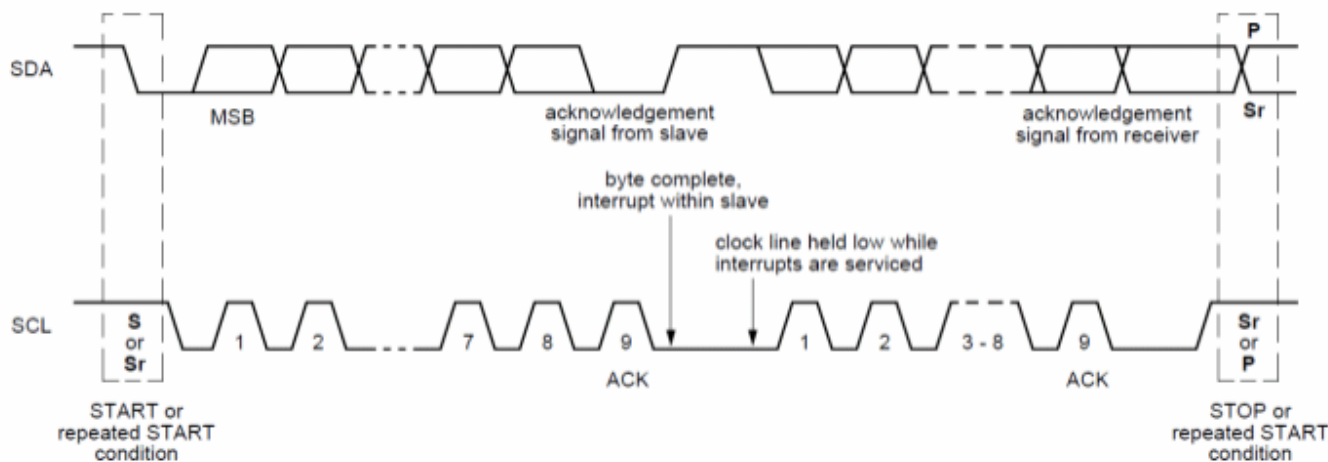 P
SDA
MSB
acknowledgement
signal from slave
acknowledgement
signal from receiver
Sr
byte complete,
interrupt within slave
clock line held low while
interrupts are serviced
SCL
S
or
Sr
1
2
7
8
9
1
2
3 - 8
9
Sr
or
P
ACK
ACK
START or
repeated START
condition
STOP or
repeated START
condition